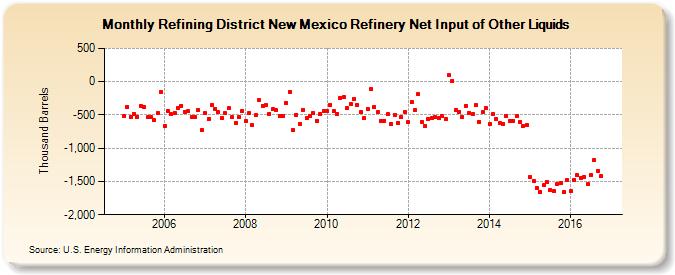 Monthly Refining District New Mexico Refinery Net Input of Other Liquids
Thousand Barrels
500
0
-500
-1,000
-1,500
-2,000
2006 2008 2010 2012 2014 2016
Source: U.S. Energy Information Administration